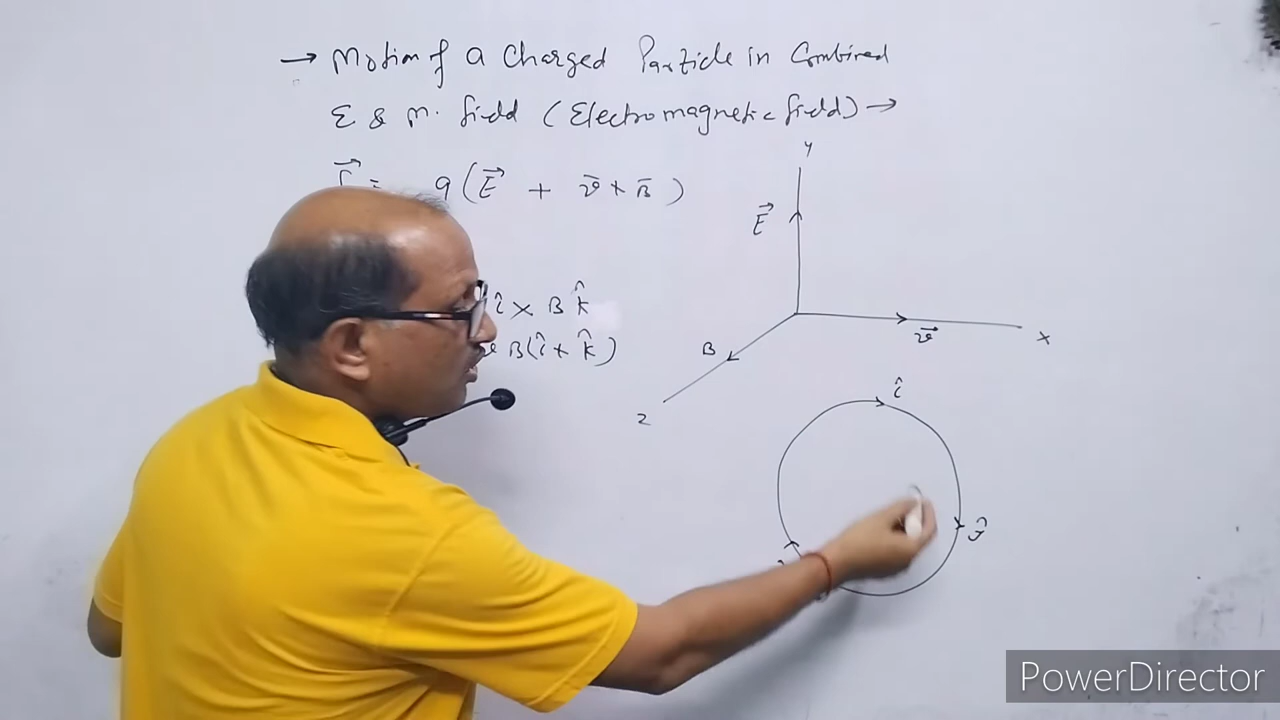 → Motion of a Charged Particle in Combined
E & M. field (Electromagnetic field) →
= q(E⃗ + v̄ × B̄)
î × B k̂
B(î × k̂)
Y
E⃗
B
v⃗
X
Z
î
ĵ
PowerDirector